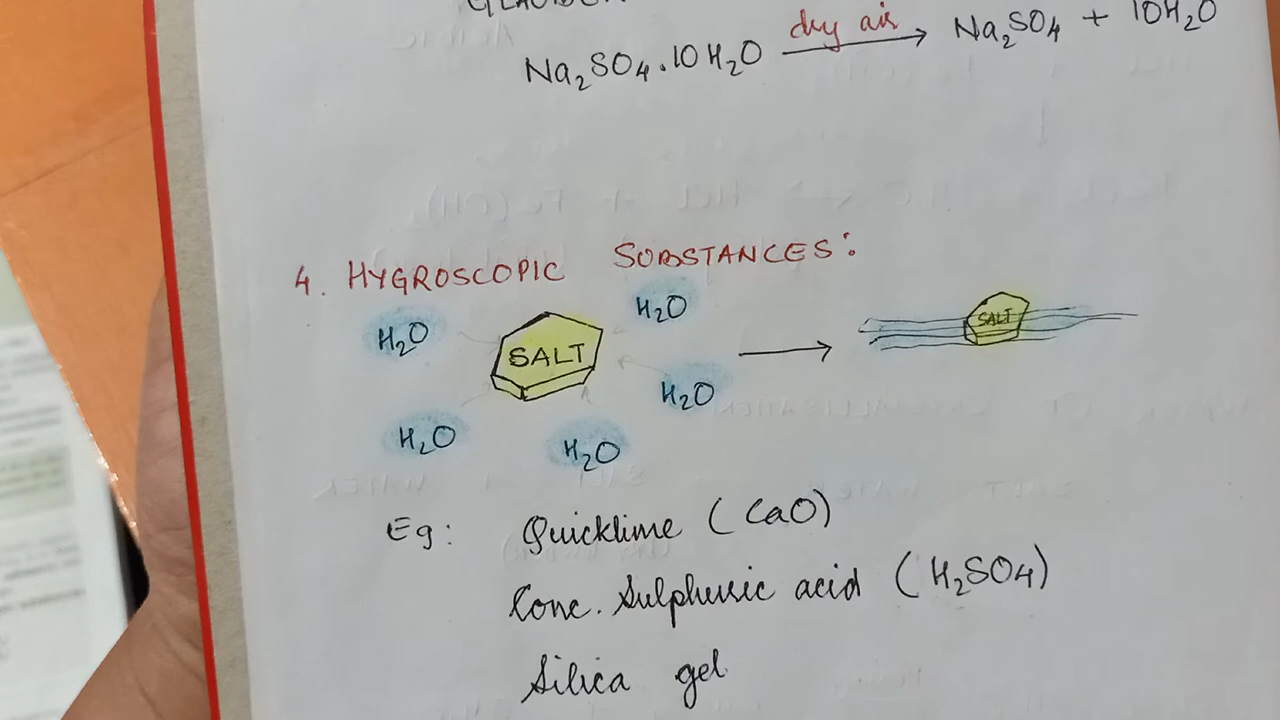 Na₂SO₄.10H₂O dry air → Na₂SO₄ + 10H₂O
4. HYGROSCOPIC SUBSTANCES:
H₂O SALT H₂O → SALT
H₂O
H₂O H₂O
Eg: Quicklime (CaO)
Conc. Sulphuric acid (H₂SO₄)
Silica gel